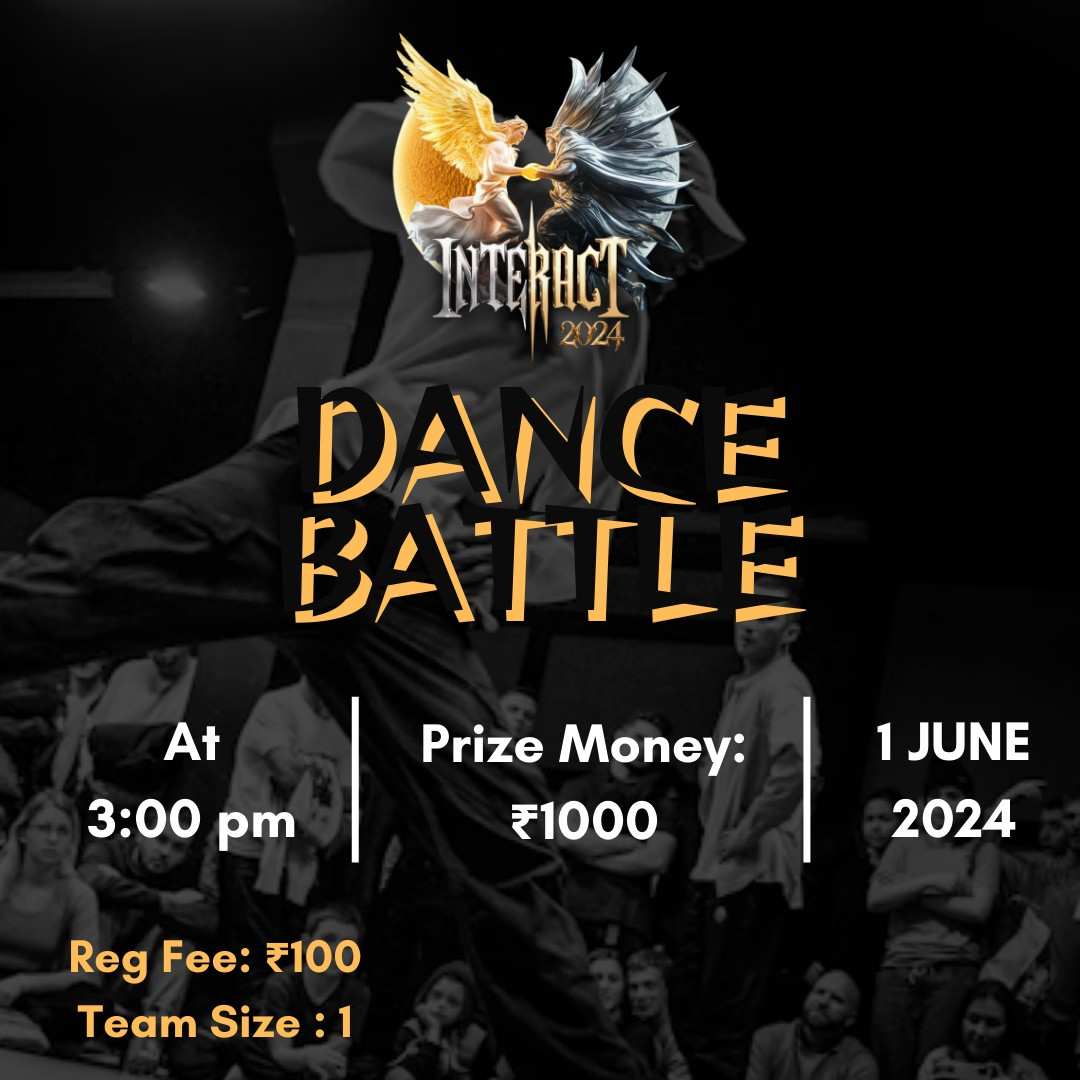 INTERACT
2024
DANCE
BATTLE
At
3:00 pm
Prize Money:
₹1000
1 JUNE
2024
Reg Fee: ₹100
Team Size : 1